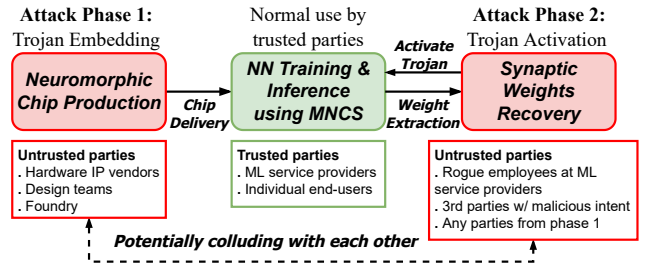 Attack Phase 1:
Trojan Embedding
Normal use by
trusted parties
Attack Phase 2:
Trojan Activation
Neuromorphic
Chip Production
Chip
Delivery
NN Training &
Inference
using MNCS
Activate
Trojan
Weight
Extraction
Synaptic
Weights
Recovery
Untrusted parties
. Hardware IP vendors
. Design teams
. Foundry
Trusted parties
. ML service providers
. Individual end-users
Untrusted parties
. Rogue employees at ML
service providers
. 3rd parties w/ malicious intent
. Any parties from phase 1
Potentially colluding with each other